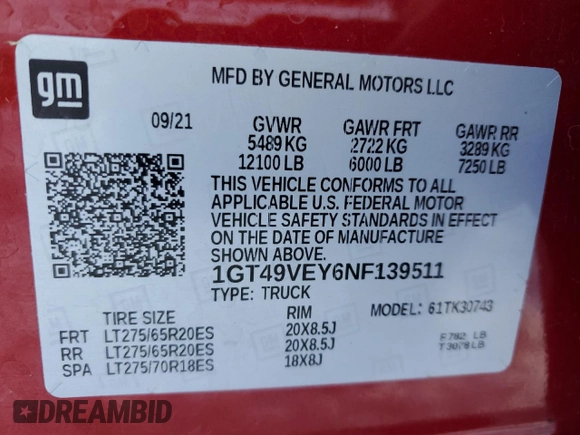 gm
MFD BY GENERAL MOTORS LLC
09/21 GVWR GAWR FRT GAWR RR
5489 KG 2722 KG 3289 KG
12100 LB 6000 LB 7250 LB
THIS VEHICLE CONFORMS TO ALL
APPLICABLE U.S. FEDERAL MOTOR
VEHICLE SAFETY STANDARDS IN EFFECT
ON THE DATE OF MANUFACTURE
SHOWN ABOVE.
1GT49VEY6NF139511
TYPE: TRUCK
MODEL: 61TK30743
TIRE SIZE RIM
FRT LT275/65R20ES 20X8.5J F782 LB
RR LT275/65R20ES 20X8.5J T3078LB
SPA LT275/70R18ES 18X8J
DREAMBID